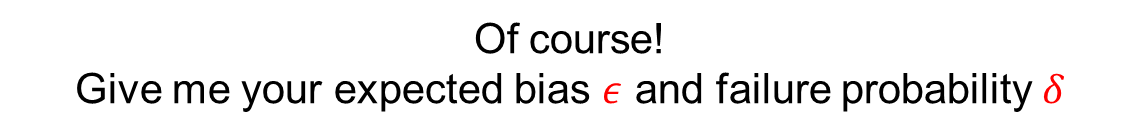 Of course!
Give me your expected bias ϵ and failure probability δ